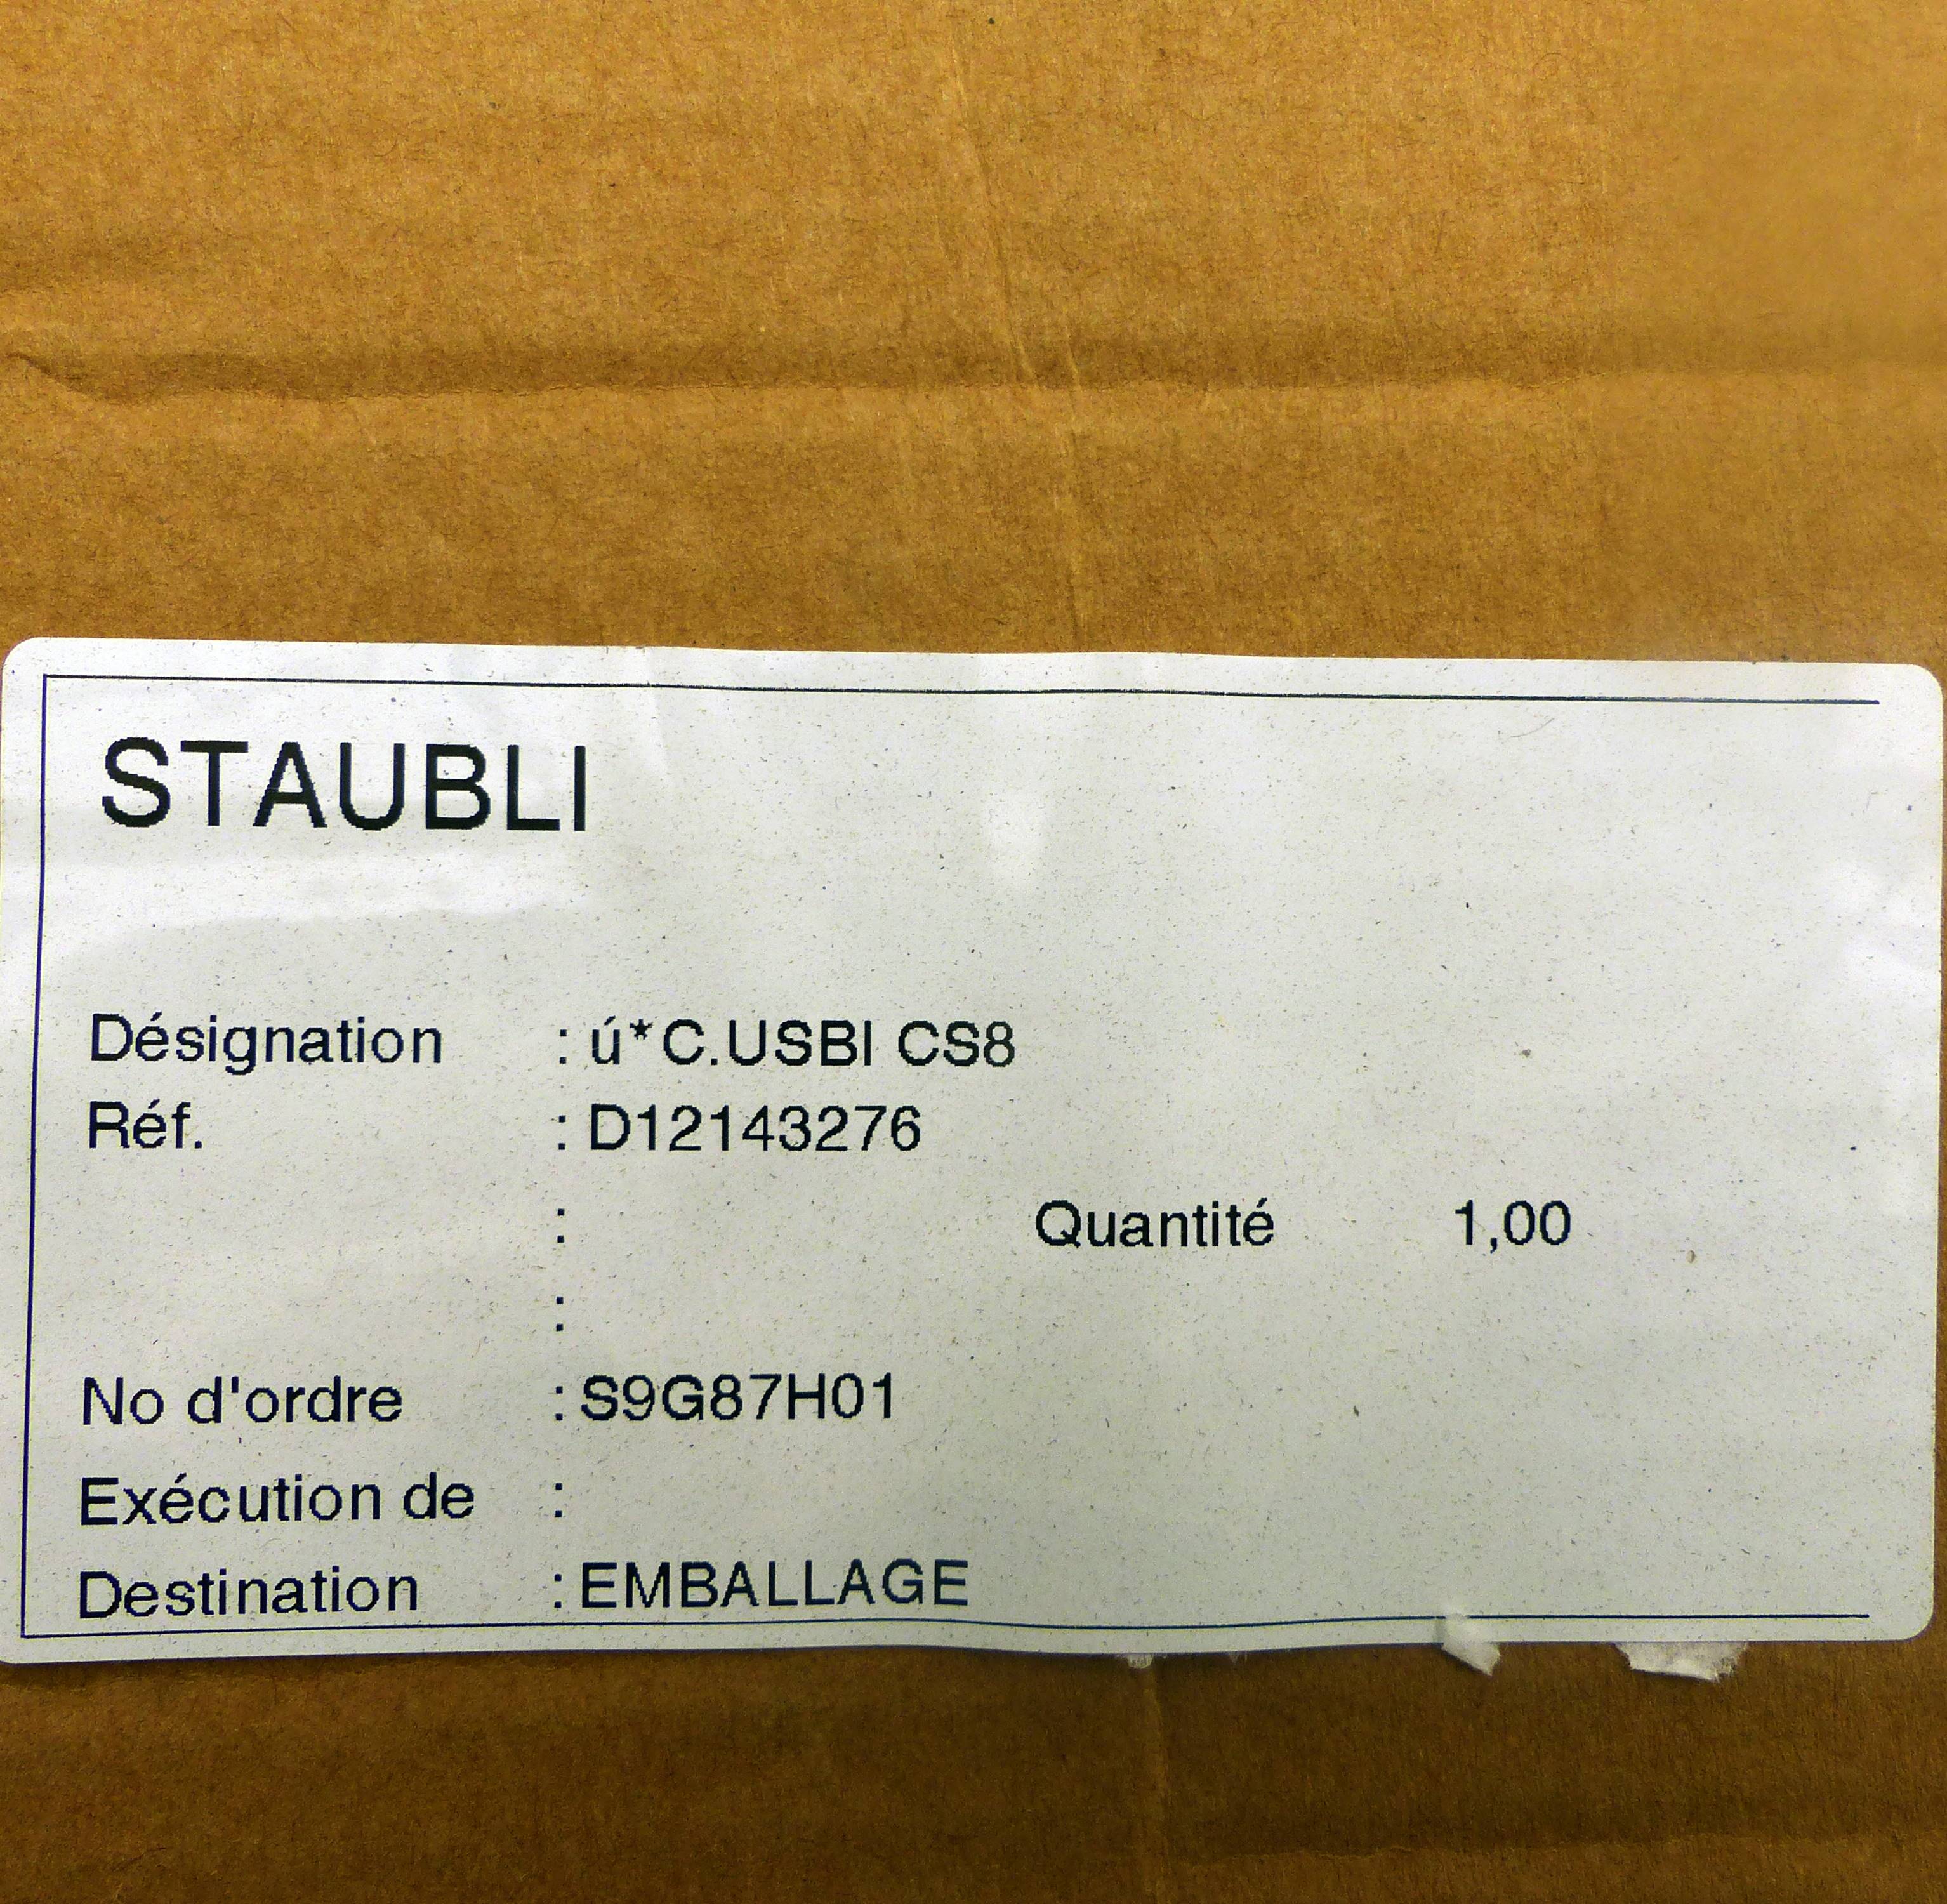 STAUBLI
Désignation : ú*C.USBI CS8
Réf. : D12143276
: Quantité 1,00
:
No d'ordre : S9G87H01
Exécution de :
Destination : EMBALLAGE